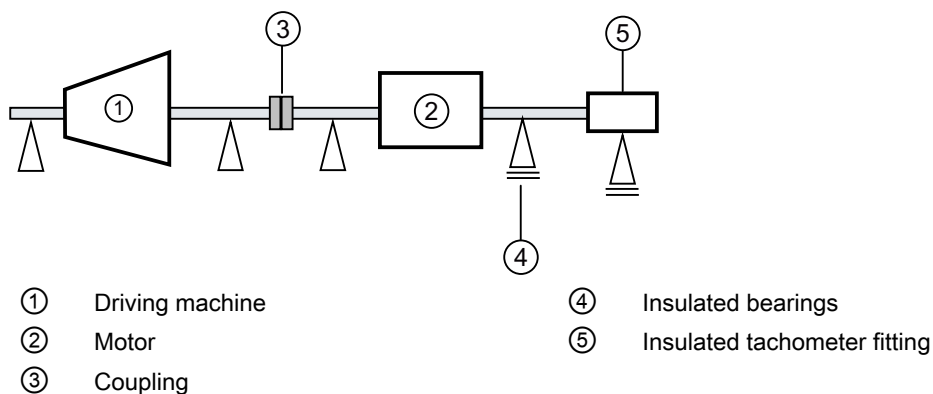 ③
⑤
①
②
④
① Driving machine
② Motor
③ Coupling
④ Insulated bearings
⑤ Insulated tachometer fitting